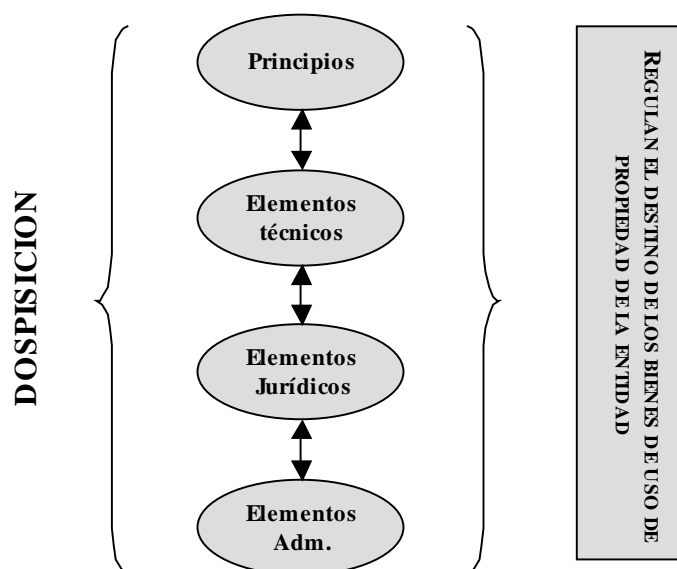 DOSPISICION
Principios
Elementos
técnicos
Elementos
Jurídicos
Elementos
Adm.
REGULAN EL DESTINO DE LOS BIENES DE USO DE
PROPIEDAD DE LA ENTIDAD